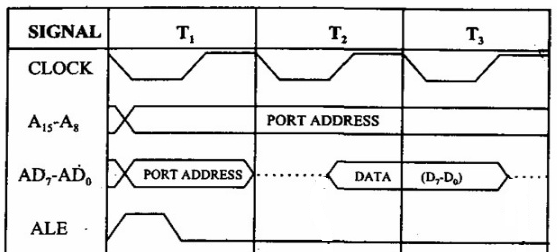 SIGNAL T₁ T₂ T₃
CLOCK
A₁₅-A₈ PORT ADDRESS
AD₇-AD₀ PORT ADDRESS DATA (D₇-D₀)
ALE